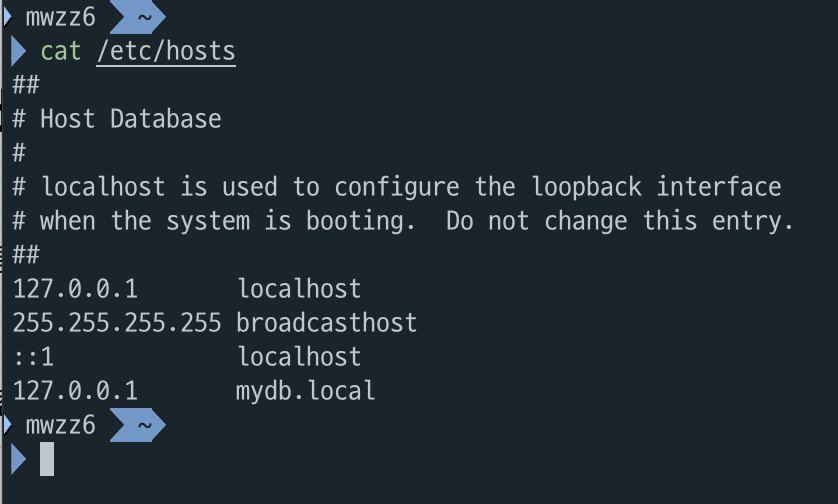 mwzz6 ~
cat /etc/hosts
##
# Host Database
#
# localhost is used to configure the loopback interface
# when the system is booting.  Do not change this entry.
##
127.0.0.1       localhost
255.255.255.255 broadcasthost
::1             localhost
127.0.0.1       mydb.local
mwzz6 ~